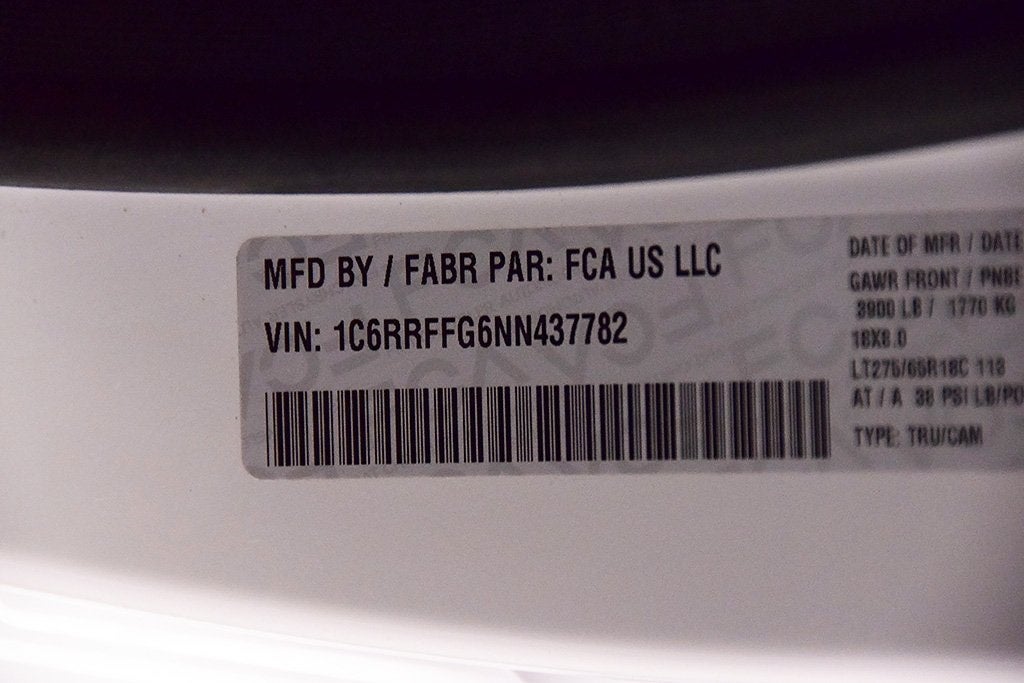 MFD BY / FABR PAR: FCA US LLC
VIN: 1C6RRFFG6NN437782
DATE OF MFR / DATE
GAWR FRONT / PNBE
3900 LB / 1770 KG
18X8.0
LT275/65R18C 113
AT / A 38 PSI LB/PO
TYPE: TRU/CAM